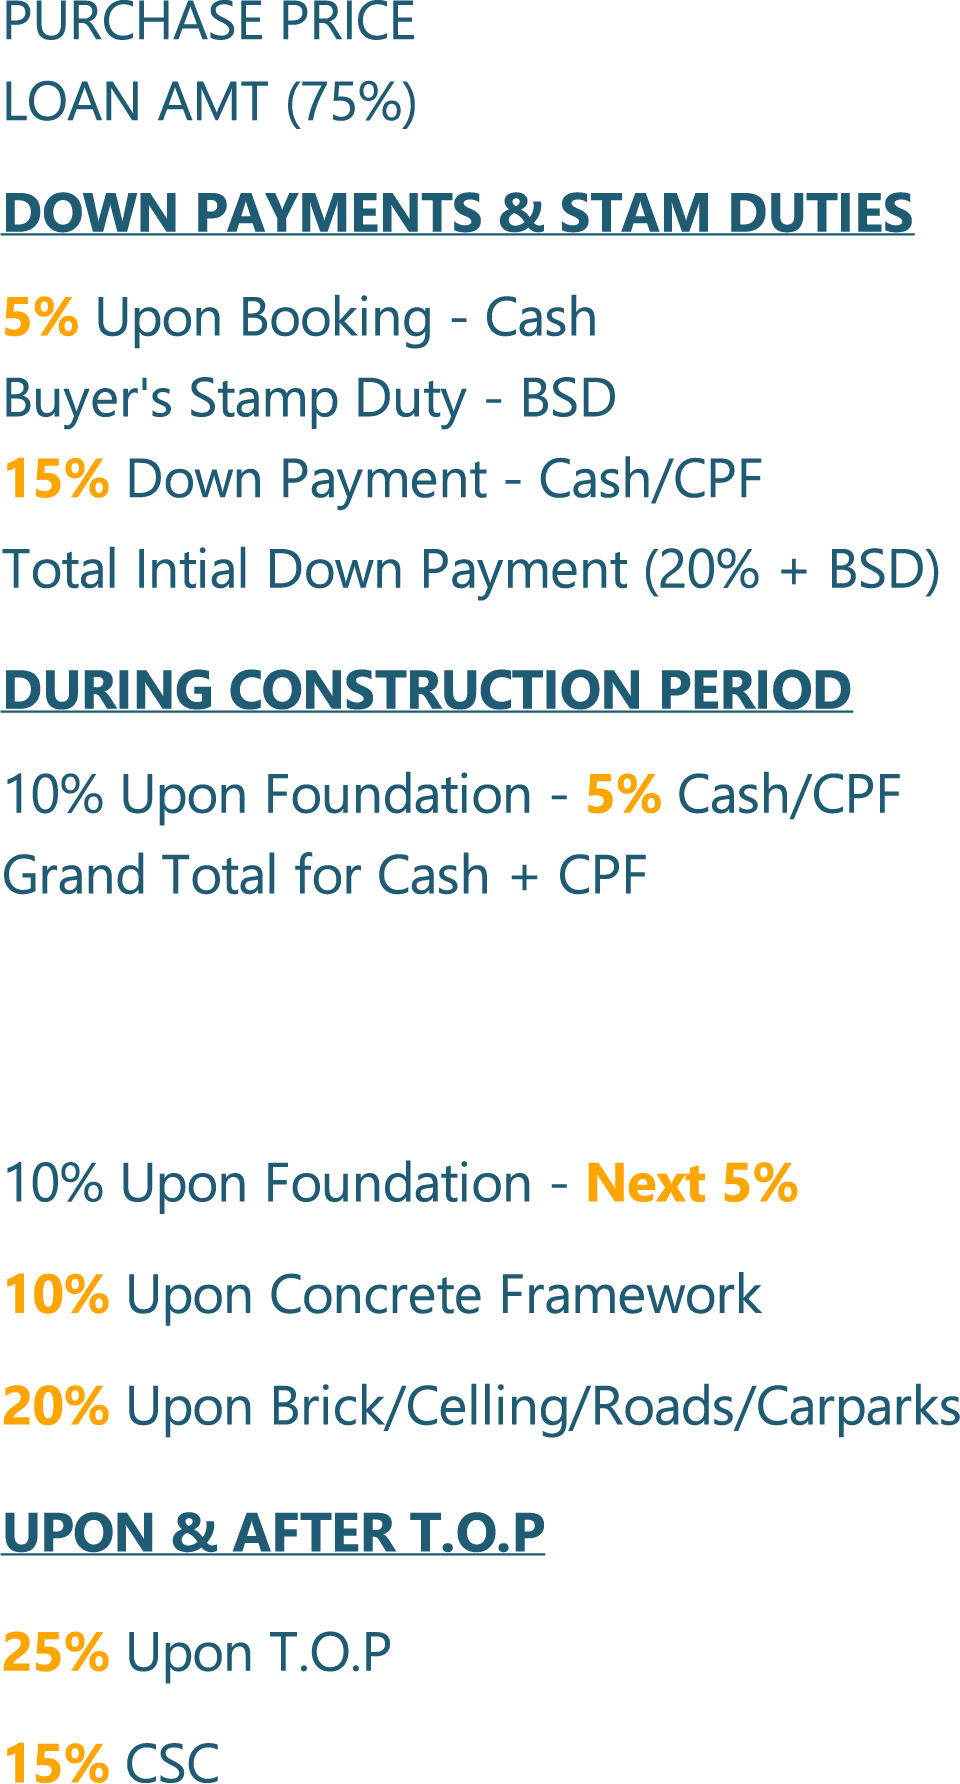 PURCHASE PRICE
LOAN AMT (75%)
DOWN PAYMENTS & STAM DUTIES
5% Upon Booking - Cash
Buyer's Stamp Duty - BSD
15% Down Payment - Cash/CPF
Total Intial Down Payment (20% + BSD)
DURING CONSTRUCTION PERIOD
10% Upon Foundation - 5% Cash/CPF
Grand Total for Cash + CPF
10% Upon Foundation - Next 5%
10% Upon Concrete Framework
20% Upon Brick/Celling/Roads/Carparks
UPON & AFTER T.O.P
25% Upon T.O.P
15% CSC